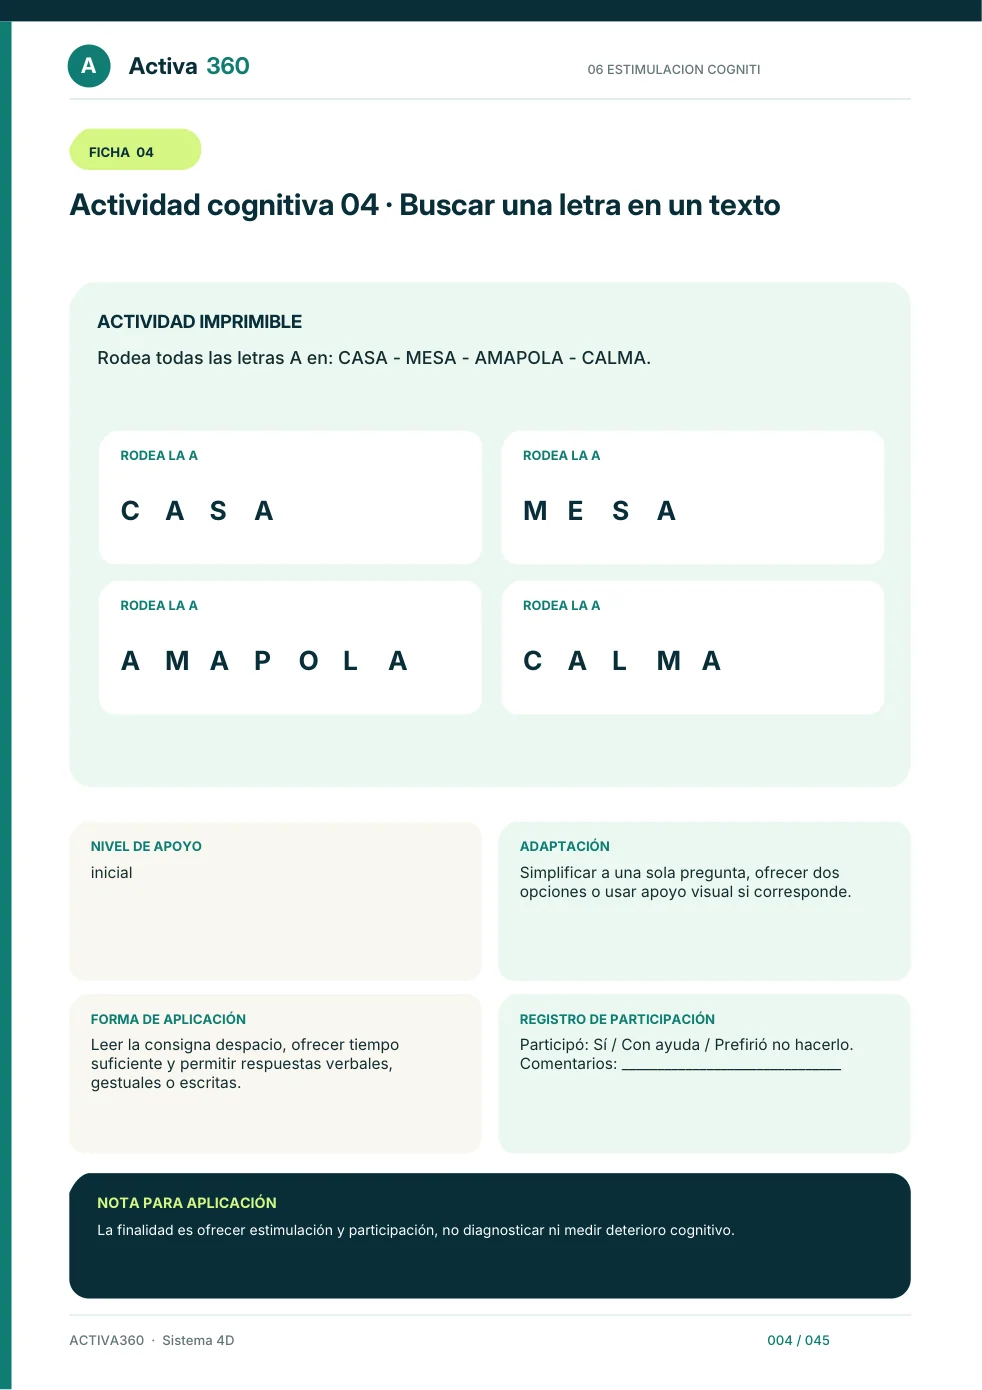 A Activa 360
06 ESTIMULACION COGNITI
FICHA 04
Actividad cognitiva 04 · Buscar una letra en un texto
ACTIVIDAD IMPRIMIBLE
Rodea todas las letras A en: CASA - MESA - AMAPOLA - CALMA.
RODEA LA A
C A S A
RODEA LA A
M E S A
RODEA LA A
A M A P O L A
RODEA LA A
C A L M A
NIVEL DE APOYO
inicial
ADAPTACIÓN
Simplificar a una sola pregunta, ofrecer dos
opciones o usar apoyo visual si corresponde.
FORMA DE APLICACIÓN
Leer la consigna despacio, ofrecer tiempo
suficiente y permitir respuestas verbales,
gestuales o escritas.
REGISTRO DE PARTICIPACIÓN
Participó: Sí / Con ayuda / Prefirió no hacerlo.
Comentarios: _______________________________
NOTA PARA APLICACIÓN
La finalidad es ofrecer estimulación y participación, no diagnosticar ni medir deterioro cognitivo.
ACTIVA360 · Sistema 4D
004 / 045